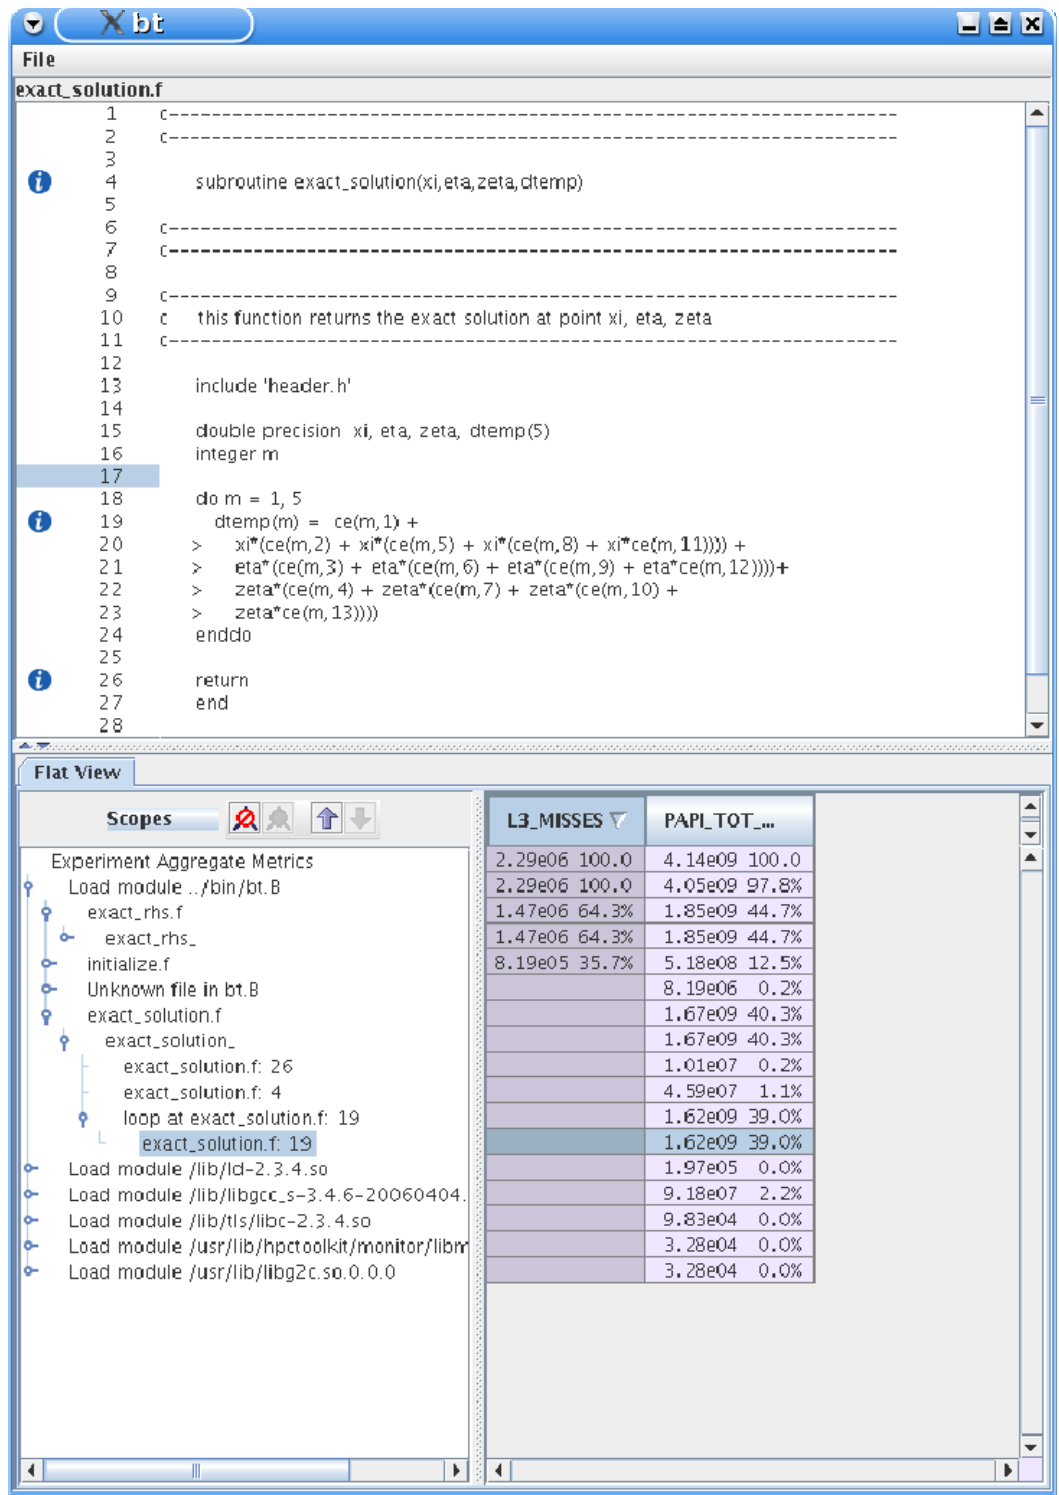 bt
File
exact_solution.f
1 c--------------------------------------------------------------------
2 c--------------------------------------------------------------------
3
4 subroutine exact_solution(xi,eta,zeta,dtemp)
5
6 c--------------------------------------------------------------------
7 c--------------------------------------------------------------------
8
9 c--------------------------------------------------------------------
10 c this function returns the exact solution at point xi, eta, zeta
11 c--------------------------------------------------------------------
12
13 include 'header.h'
14
15 double precision xi, eta, zeta, dtemp(5)
16 integer m
17
18 do m = 1, 5
19 dtemp(m) = ce(m,1) +
20 > xi*(ce(m,2) + xi*(ce(m,5) + xi*(ce(m,8) + xi*ce(m,11)))) +
21 > eta*(ce(m,3) + eta*(ce(m,6) + eta*(ce(m,9) + eta*ce(m,12))))+
22 > zeta*(ce(m,4) + zeta*(ce(m,7) + zeta*(ce(m,10) +
23 > zeta*ce(m,13))))
24 enddo
25
26 return
27 end
28
Flat View
Scopes L3_MISSES PAPI_TOT_...
Experiment Aggregate Metrics 2.29e06 100.0 4.14e09 100.0
Load module ../bin/bt.B 2.29e06 100.0 4.05e09 97.8%
exact_rhs.f 1.47e06 64.3% 1.85e09 44.7%
exact_rhs_ 1.47e06 64.3% 1.85e09 44.7%
initialize.f 8.19e05 35.7% 5.18e08 12.5%
Unknown file in bt.B 8.19e06 0.2%
exact_solution.f 1.67e09 40.3%
exact_solution_ 1.67e09 40.3%
exact_solution.f: 26 1.01e07 0.2%
exact_solution.f: 4 4.59e07 1.1%
loop at exact_solution.f: 19 1.62e09 39.0%
exact_solution.f: 19 1.62e09 39.0%
Load module /lib/ld-2.3.4.so 1.97e05 0.0%
Load module /lib/libgcc_s-3.4.6-20060404. 9.18e07 2.2%
Load module /lib/tls/libc-2.3.4.so 9.83e04 0.0%
Load module /usr/lib/hpctoolkit/monitor/libm 3.28e04 0.0%
Load module /usr/lib/libg2c.so.0.0.0 3.28e04 0.0%